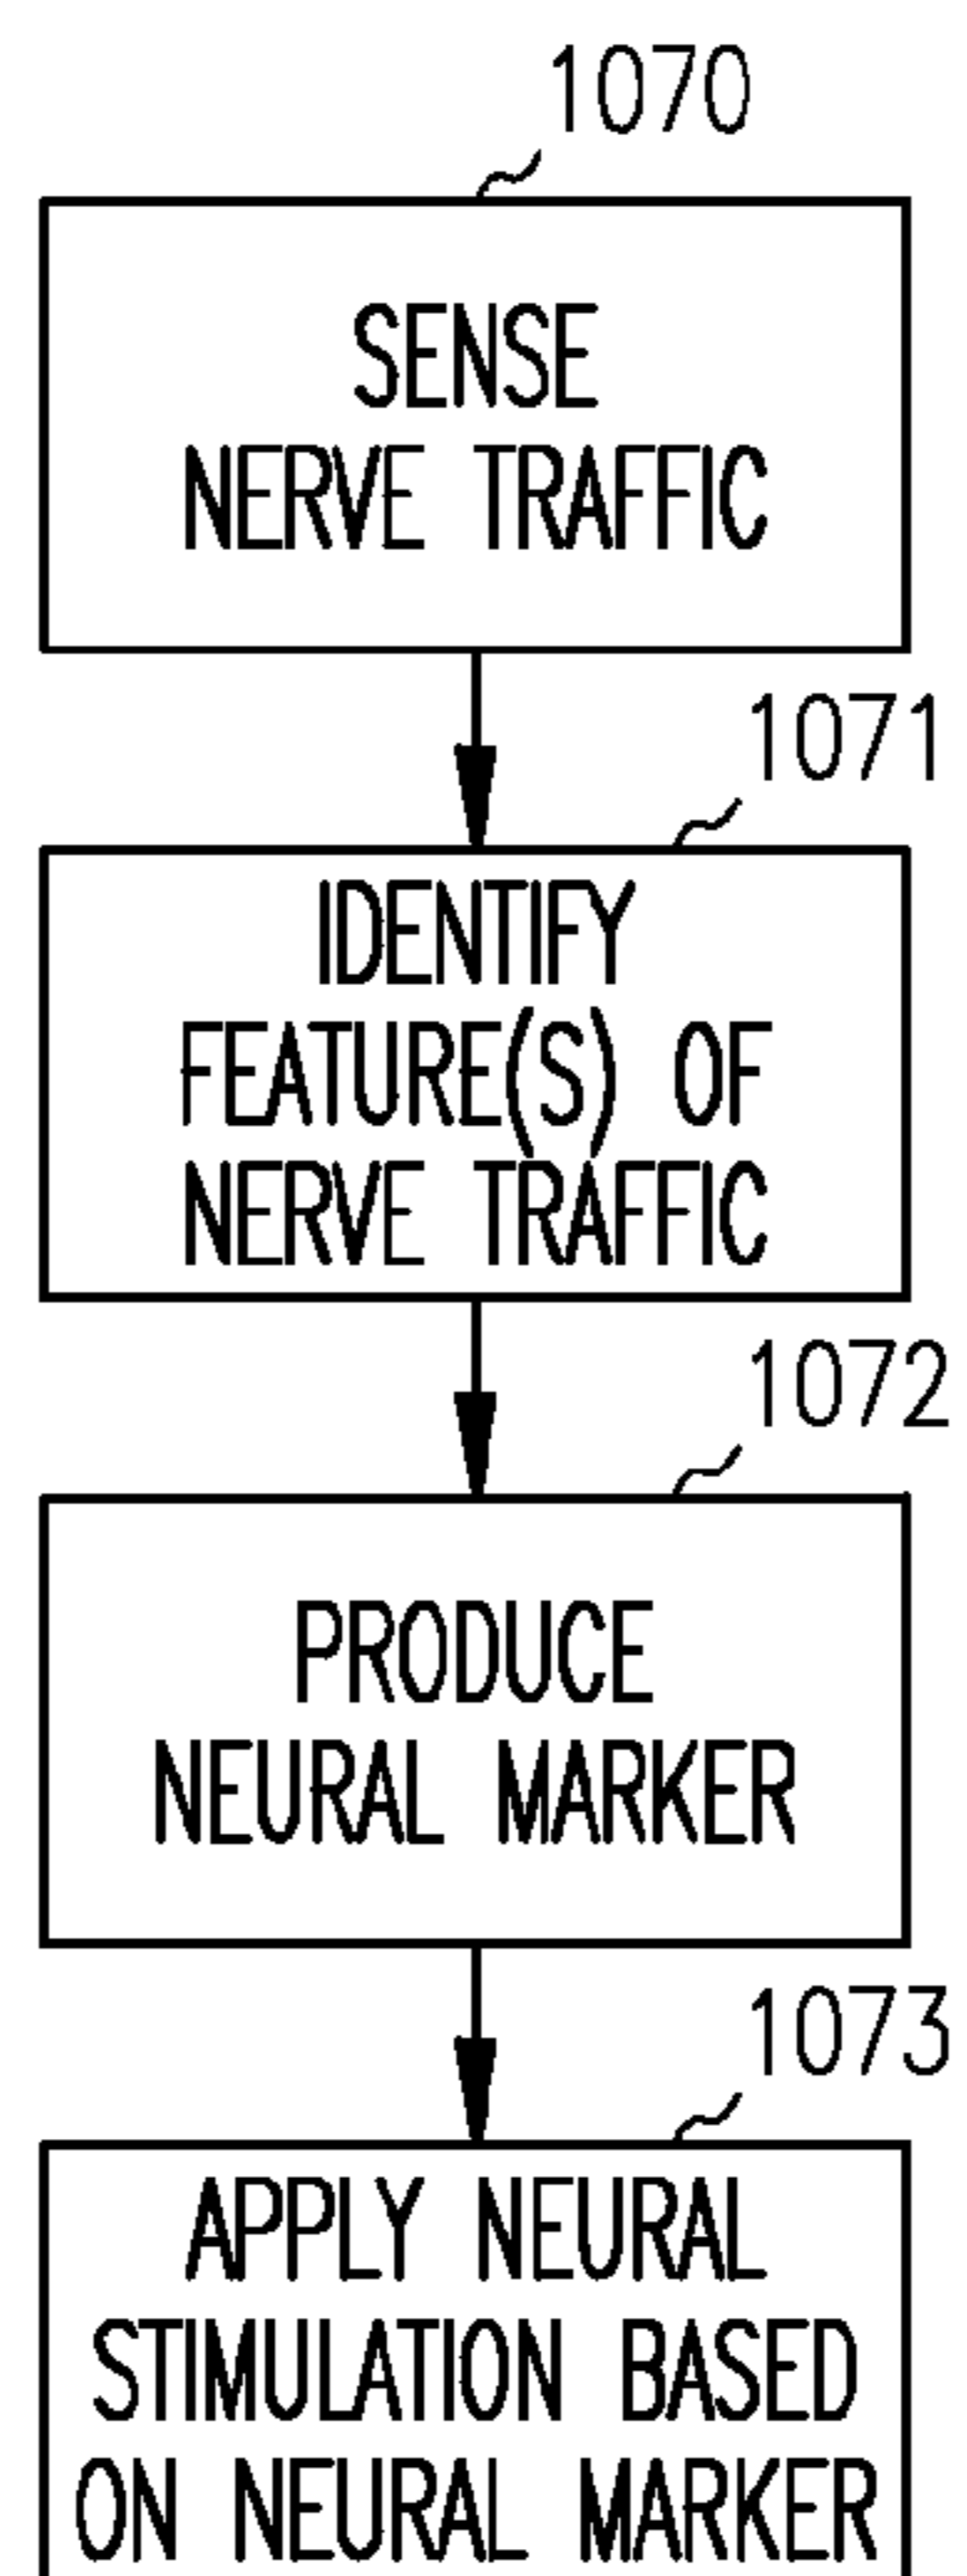 1070
SENSE
NERVE TRAFFIC
1071
IDENTIFY
FEATURE(S) OF
NERVE TRAFFIC
1072
PRODUCE
NEURAL MARKER
1073
APPLY NEURAL
STIMULATION BASED
ON NEURAL MARKER